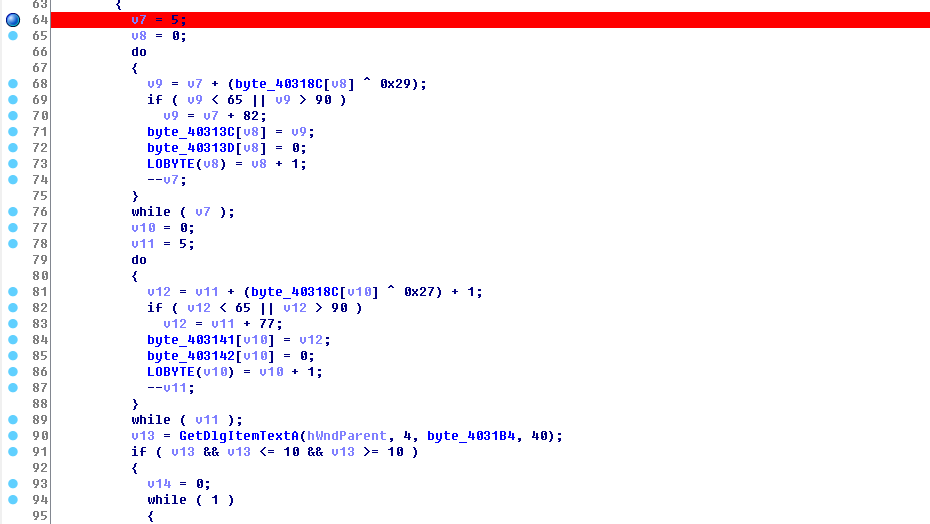 63 {
64 v7 = 5;
65 v8 = 0;
66 do
67 {
68 v9 = v7 + (byte_40318C[v8] ^ 0x29);
69 if ( v9 < 65 || v9 > 90 )
70 v9 = v7 + 82;
71 byte_40313C[v8] = v9;
72 byte_40313D[v8] = 0;
73 LOBYTE(v8) = v8 + 1;
74 --v7;
75 }
76 while ( v7 );
77 v10 = 0;
78 v11 = 5;
79 do
80 {
81 v12 = v11 + (byte_40318C[v10] ^ 0x27) + 1;
82 if ( v12 < 65 || v12 > 90 )
83 v12 = v11 + 77;
84 byte_403141[v10] = v12;
85 byte_403142[v10] = 0;
86 LOBYTE(v10) = v10 + 1;
87 --v11;
88 }
89 while ( v11 );
90 v13 = GetDlgItemTextA(hWndParent, 4, byte_4031B4, 40);
91 if ( v13 && v13 <= 10 && v13 >= 10 )
92 {
93 v14 = 0;
94 while ( 1 )
95 {